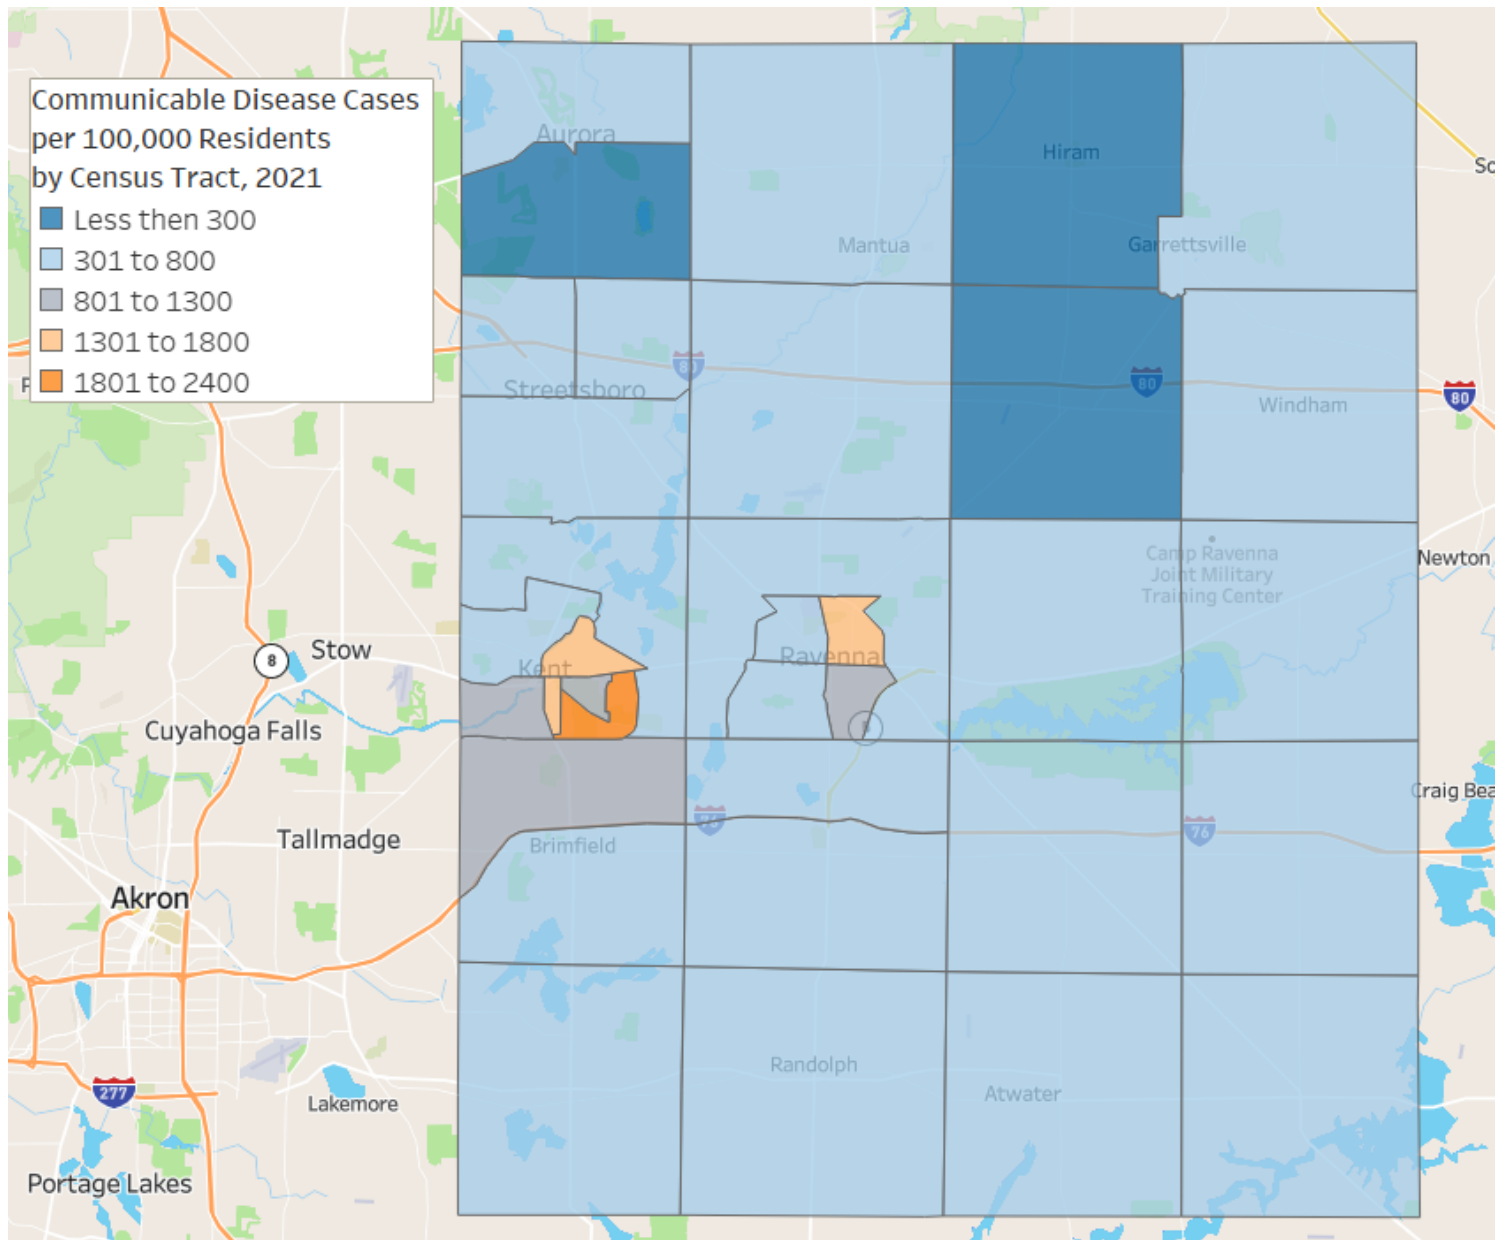 Communicable Disease Cases
per 100,000 Residents
by Census Tract, 2021
Less then 300
301 to 800
801 to 1300
1301 to 1800
1801 to 2400
Aurora
Hiram
So
Mantua
Garrettsville
80
80
Streetsboro
80
Windham
Camp Ravenna
Joint Military
Training Center
Newton
8
Stow
Kent
Ravenna
Cuyahoga Falls
Craig Bea
76
76
Tallmadge
Brimfield
Akron
Randolph
277
Lakemore
Atwater
Portage Lakes